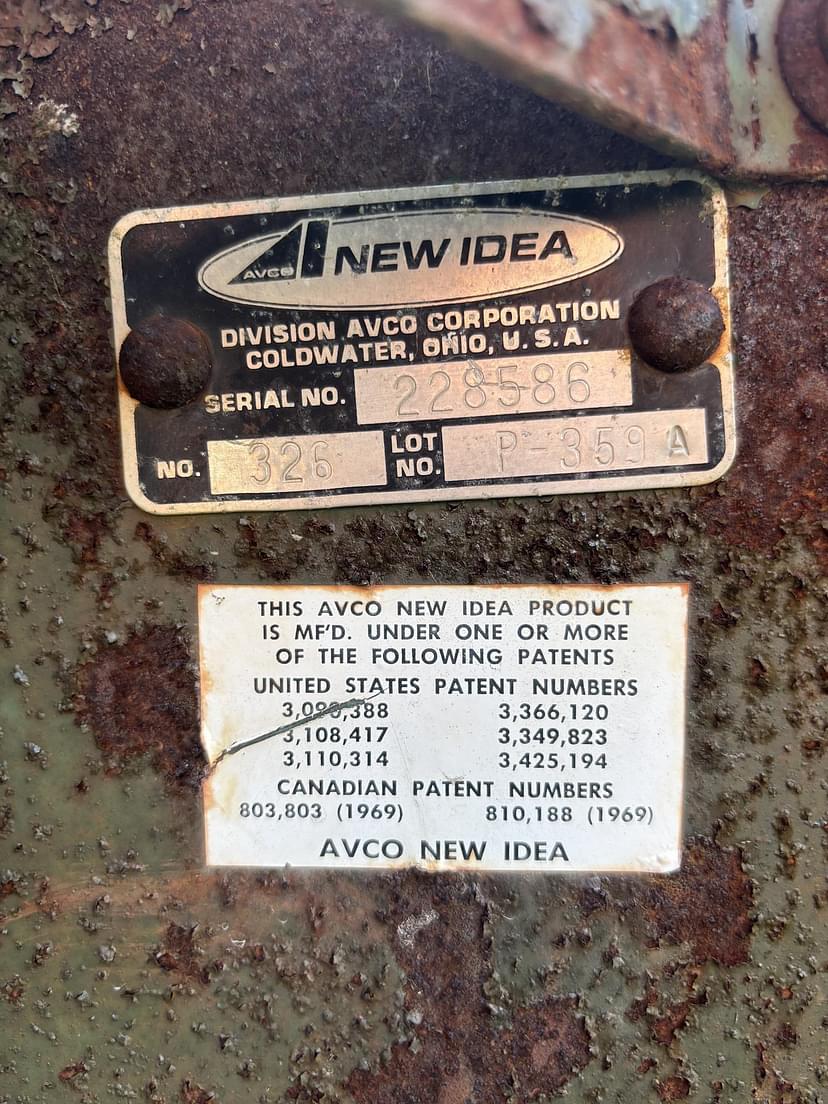 AVCO NEW IDEA
DIVISION AVCO CORPORATION
COLDWATER, OHIO, U. S. A.
SERIAL NO. 228586
NO. 326 LOT NO. P-359 A
THIS AVCO NEW IDEA PRODUCT
IS MF'D. UNDER ONE OR MORE
OF THE FOLLOWING PATENTS
UNITED STATES PATENT NUMBERS
3,366,120
3,108,417 3,349,823
3,110,314 3,425,194
CANADIAN PATENT NUMBERS
803,803 (1969) 810,188 (1969)
AVCO NEW IDEA